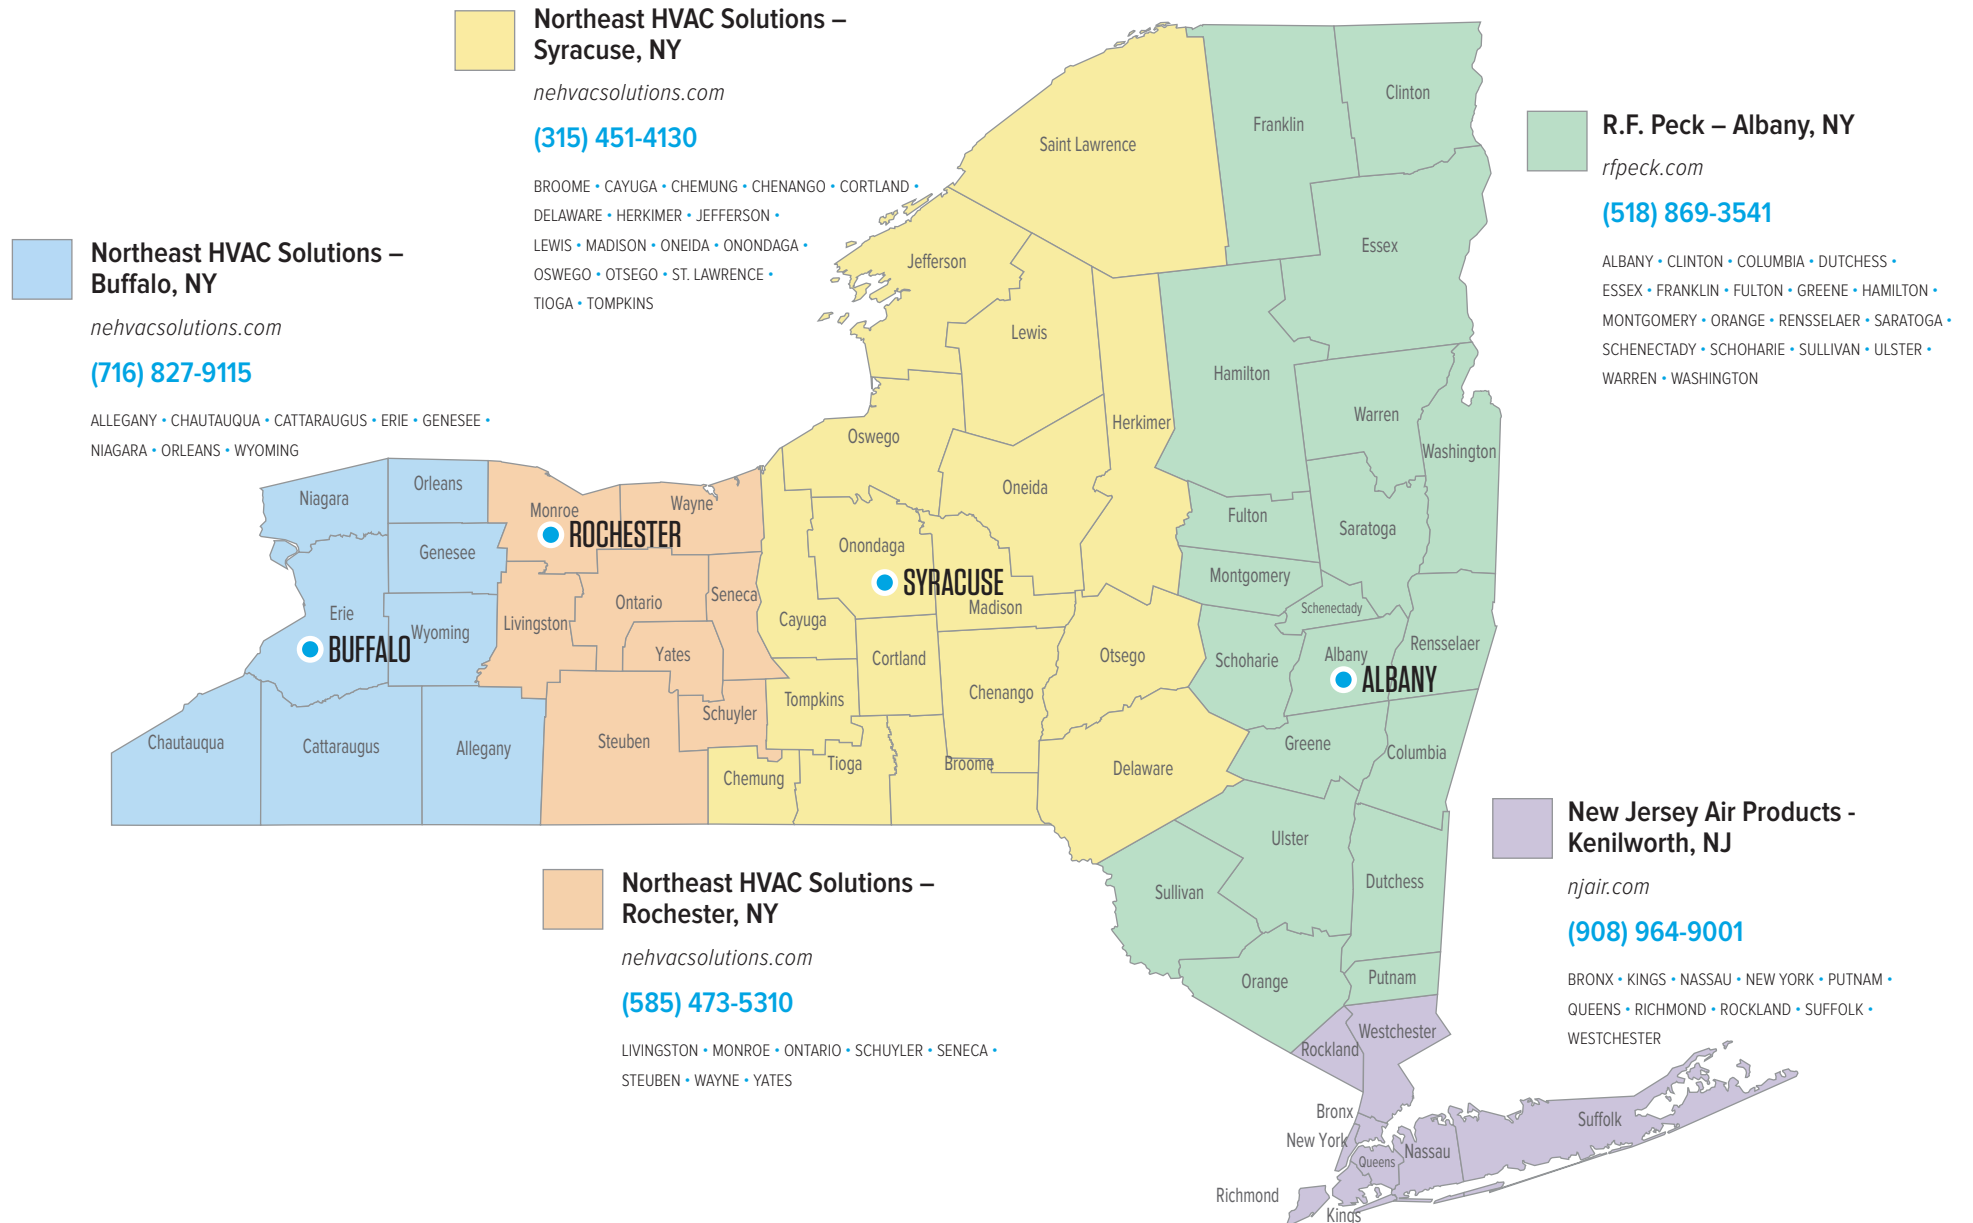 Northeast HVAC Solutions –
Syracuse, NY
nehvacsolutions.com
(315) 451-4130
BROOME • CAYUGA • CHEMUNG • CHENANGO • CORTLAND •
DELAWARE • HERKIMER • JEFFERSON •
LEWIS • MADISON • ONEIDA • ONONDAGA •
OSWEGO • OTSEGO • ST. LAWRENCE •
TIOGA • TOMPKINS
R.F. Peck – Albany, NY
rfpeck.com
(518) 869-3541
ALBANY • CLINTON • COLUMBIA • DUTCHESS •
ESSEX • FRANKLIN • FULTON • GREENE • HAMILTON •
MONTGOMERY • ORANGE • RENSSELAER • SARATOGA •
SCHENECTADY • SCHOHARIE • SULLIVAN • ULSTER •
WARREN • WASHINGTON
Northeast HVAC Solutions –
Buffalo, NY
nehvacsolutions.com
(716) 827-9115
ALLEGANY • CHAUTAUQUA • CATTARAUGUS • ERIE • GENESEE •
NIAGARA • ORLEANS • WYOMING
Clinton
Franklin
Saint Lawrence
Essex
Jefferson
Lewis
Hamilton
Warren
Herkimer
Oswego
Washington
Orleans
Oneida
Niagara
Wayne
Monroe
Fulton
Saratoga
ROCHESTER
Onondaga
Genesee
Montgomery
SYRACUSE
Seneca
Ontario
Madison
Schenectady
Erie
Cayuga
Livingston
Wyoming
Rensselaer
BUFFALO
Yates
Cortland
Otsego
Albany
Schoharie
ALBANY
Chenango
Tompkins
Schuyler
Chautauqua
Cattaraugus
Allegany
Steuben
Greene
Columbia
Tioga
Broome
Delaware
Chemung
Ulster
Dutchess
Sullivan
Putnam
Orange
Westchester
Rockland
Bronx
Suffolk
New York
Nassau
Queens
Richmond
Kings
Northeast HVAC Solutions –
Rochester, NY
nehvacsolutions.com
(585) 473-5310
LIVINGSTON • MONROE • ONTARIO • SCHUYLER • SENECA •
STEUBEN • WAYNE • YATES
New Jersey Air Products -
Kenilworth, NJ
njair.com
(908) 964-9001
BRONX • KINGS • NASSAU • NEW YORK • PUTNAM •
QUEENS • RICHMOND • ROCKLAND • SUFFOLK •
WESTCHESTER